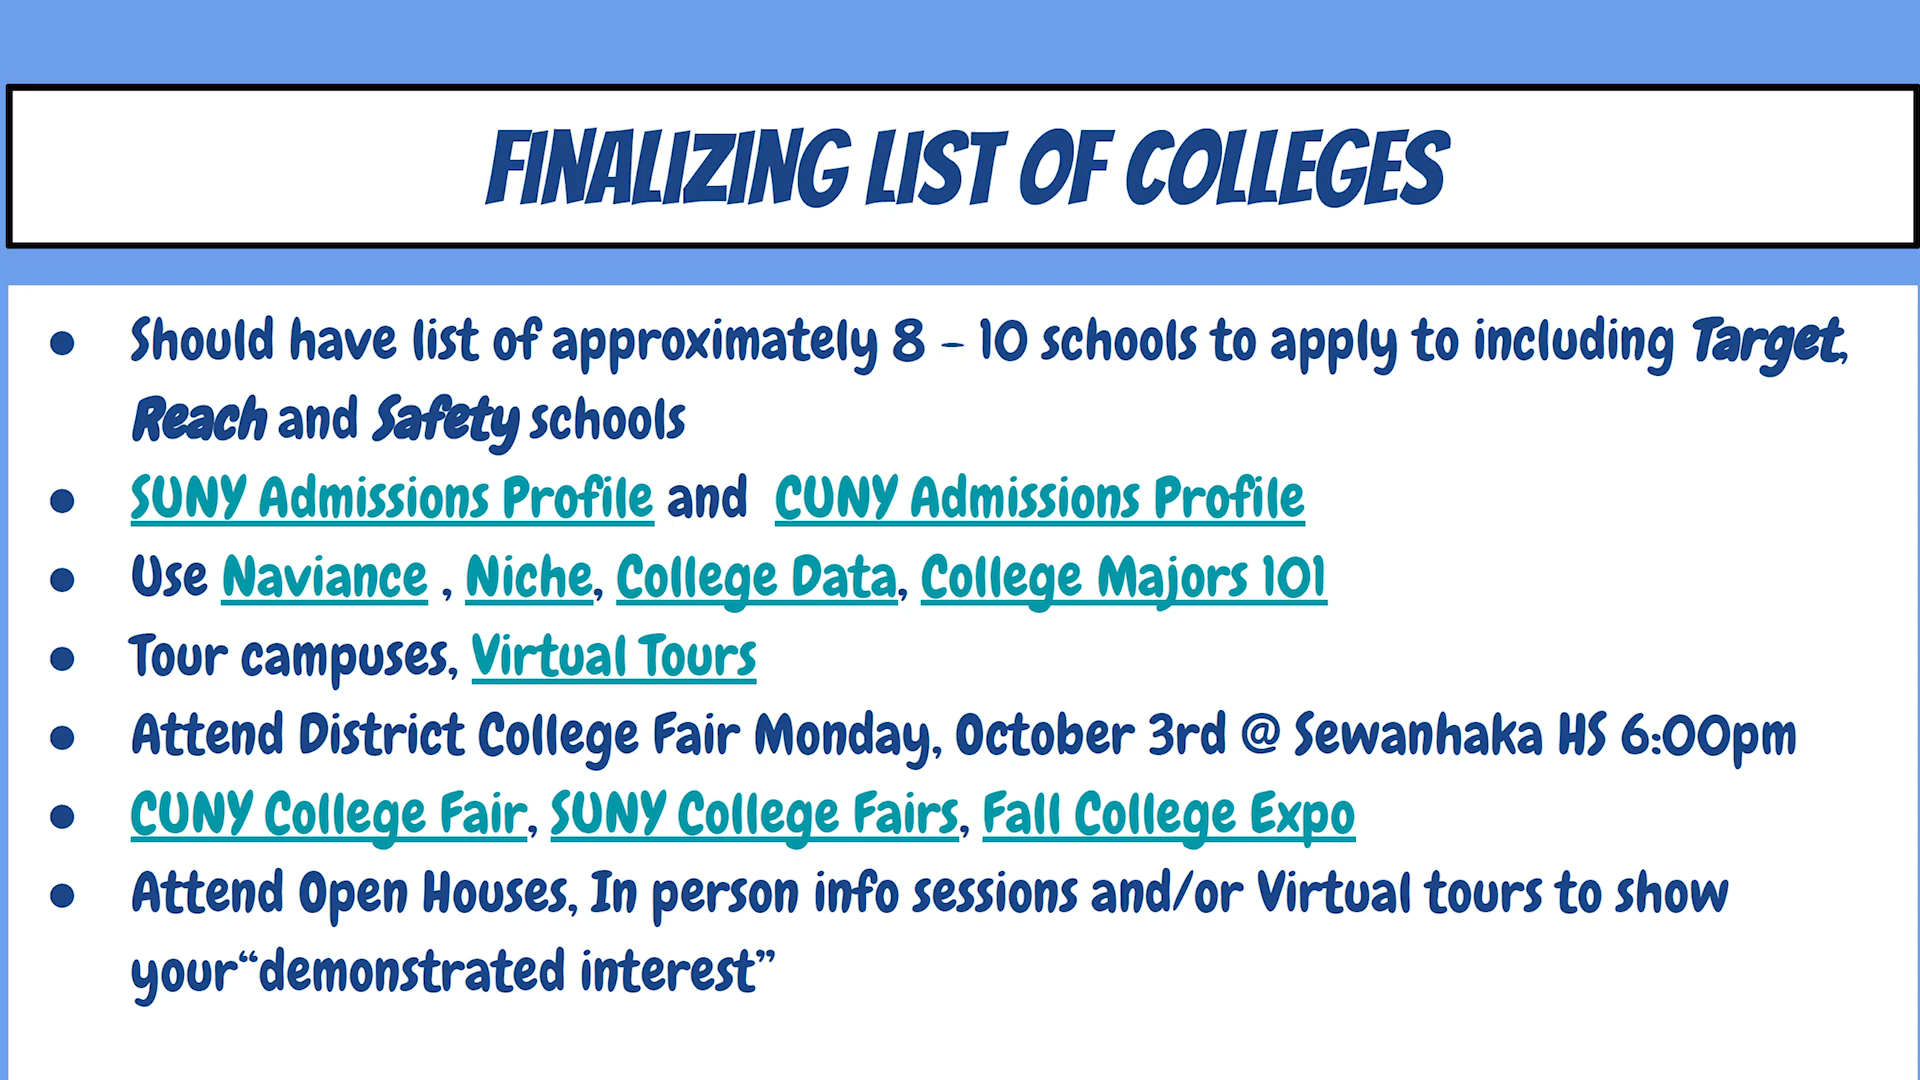 FINALIZING LIST OF COLLEGES
● Should have list of approximately 8 - 10 schools to apply to including Target,
Reach and Safety schools
● SUNY Admissions Profile and CUNY Admissions Profile
● Use Naviance , Niche, College Data, College Majors 101
● Tour campuses, Virtual Tours
● Attend District College Fair Monday, October 3rd @ Sewanhaka HS 6:00pm
● CUNY College Fair, SUNY College Fairs, Fall College Expo
● Attend Open Houses, In person info sessions and/or Virtual tours to show
your“demonstrated interest”